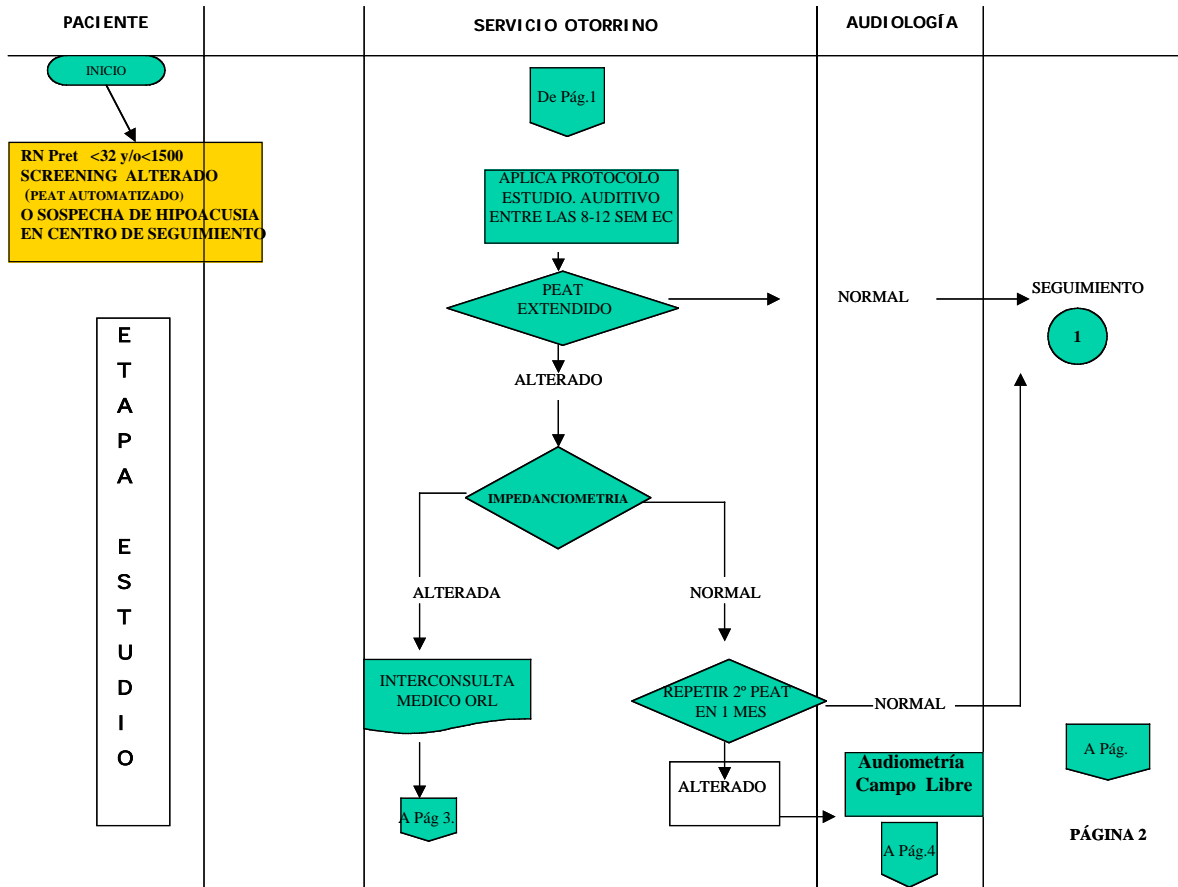 PACIENTE
SERVICIO OTORRINO
AUDIOLOGÍA
INICIO
De Pág.1
RN Pret <32 y/o<1500
SCREENING ALTERADO
(PEAT AUTOMATIZADO)
O SOSPECHA DE HIPOACUSIA
EN CENTRO DE SEGUIMIENTO
APLICA PROTOCOLO
ESTUDIO. AUDITIVO
ENTRE LAS 8-12 SEM EC
PEAT
EXTENDIDO
NORMAL
SEGUIMIENTO
1
ALTERADO
E
T
A
P
A
E
S
T
U
D
I
O
IMPEDANCIOMETRIA
ALTERADA
NORMAL
INTERCONSULTA
MEDICO ORL
REPETIR 2º PEAT
EN 1 MES
NORMAL
A Pág.
ALTERADO
Audiometría
Campo Libre
A Pág 3.
A Pág.4
PÁGINA 2